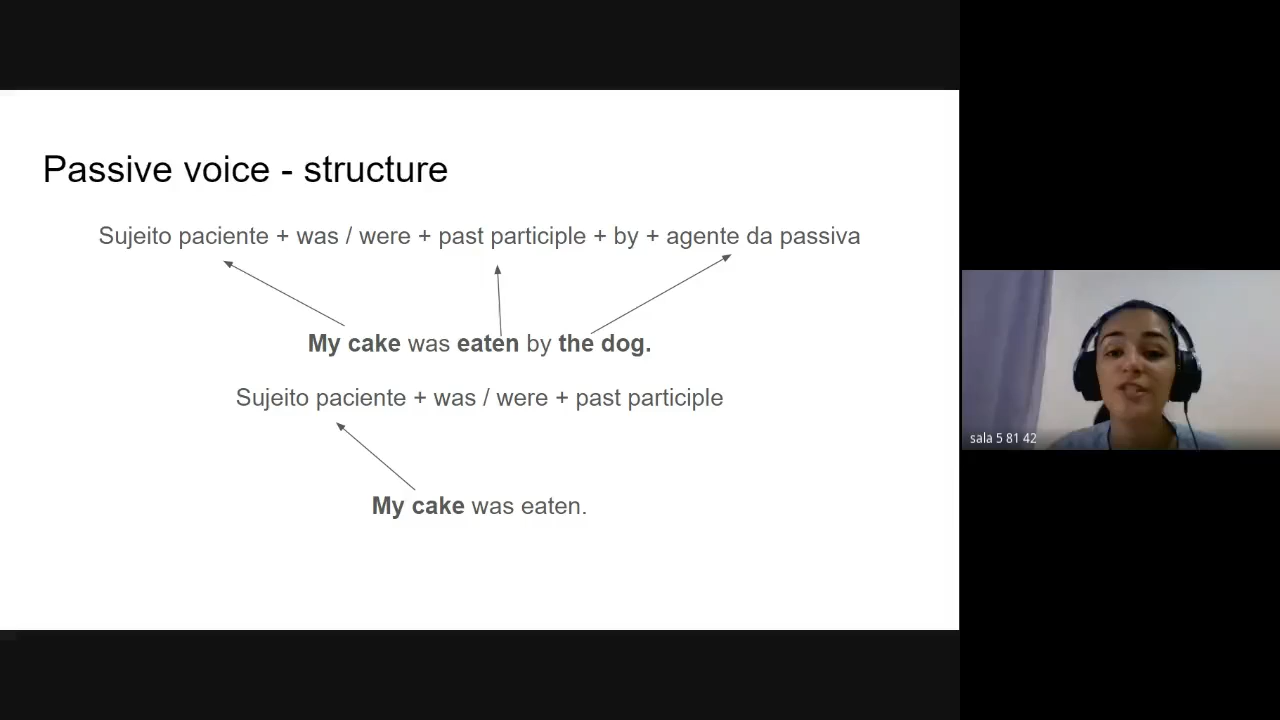 Passive voice - structure
Sujeito paciente + was / were + past participle + by + agente da passiva
My cake was eaten by the dog.
Sujeito paciente + was / were + past participle
My cake was eaten.
sala 5 81 42